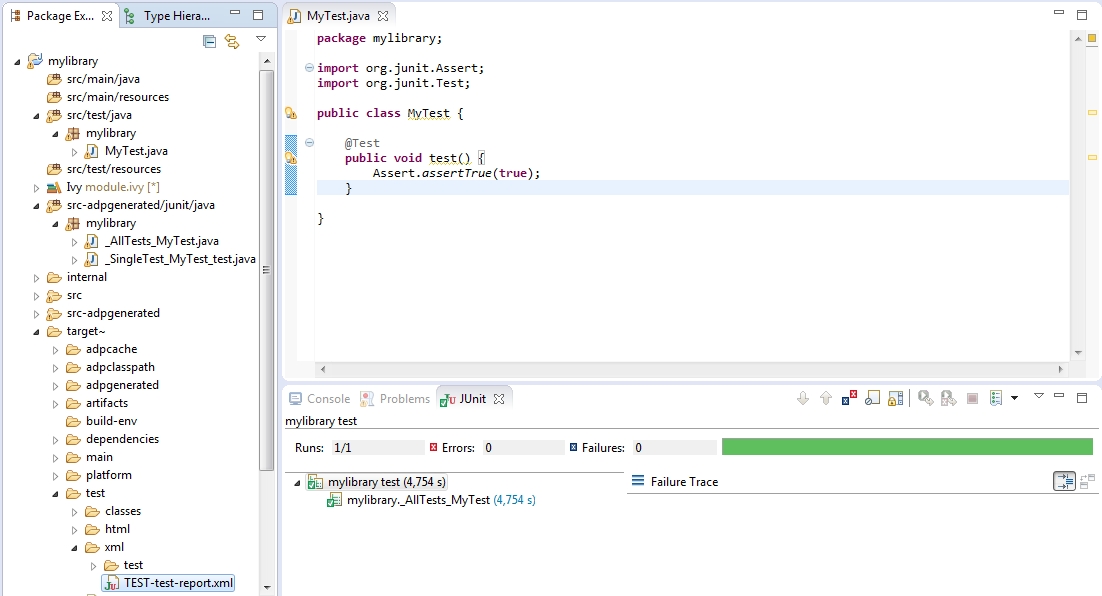 Package Ex...
Type Hiera...
mylibrary
src/main/java
src/main/resources
src/test/java
mylibrary
MyTest.java
src/test/resources
Ivy module.ivy [*]
src-adpgenerated/junit/java
mylibrary
_AllTests_MyTest.java
_SingleTest_MyTest_test.java
internal
src
src-adpgenerated
target~
adpcache
adpclasspath
adpgenerated
artifacts
build-env
dependencies
main
platform
test
classes
html
xml
test
TEST-test-report.xml
MyTest.java
package mylibrary;
import org.junit.Assert;
import org.junit.Test;
public class MyTest {
@Test
public void test() {
Assert.assertTrue(true);
}
}
Console Problems JUnit
mylibrary test
Runs: 1/1 Errors: 0 Failures: 0
mylibrary test (4,754 s)
mylibrary._AllTests_MyTest (4,754 s)
Failure Trace